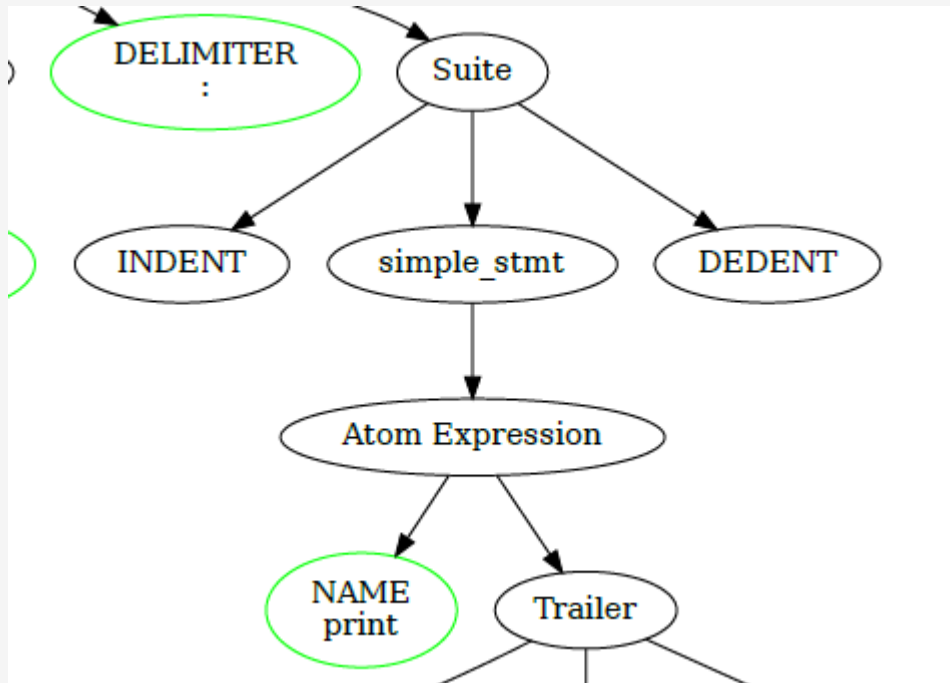 DELIMITER
:
Suite
INDENT
simple_stmt
DEDENT
Atom Expression
NAME
print
Trailer